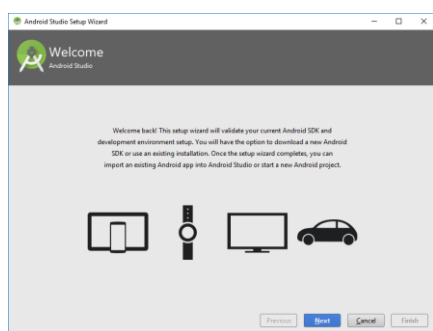 Android Studio Setup Wizard
Welcome
Android Studio
Welcome back! This setup wizard will validate your current Android SDK and
development environment setup. You will have the option to download a new Android
SDK or use an existing installation. Once the setup wizard completes, you can
import an existing Android app into Android Studio or start a new Android project.
Previous Next Cancel Finish